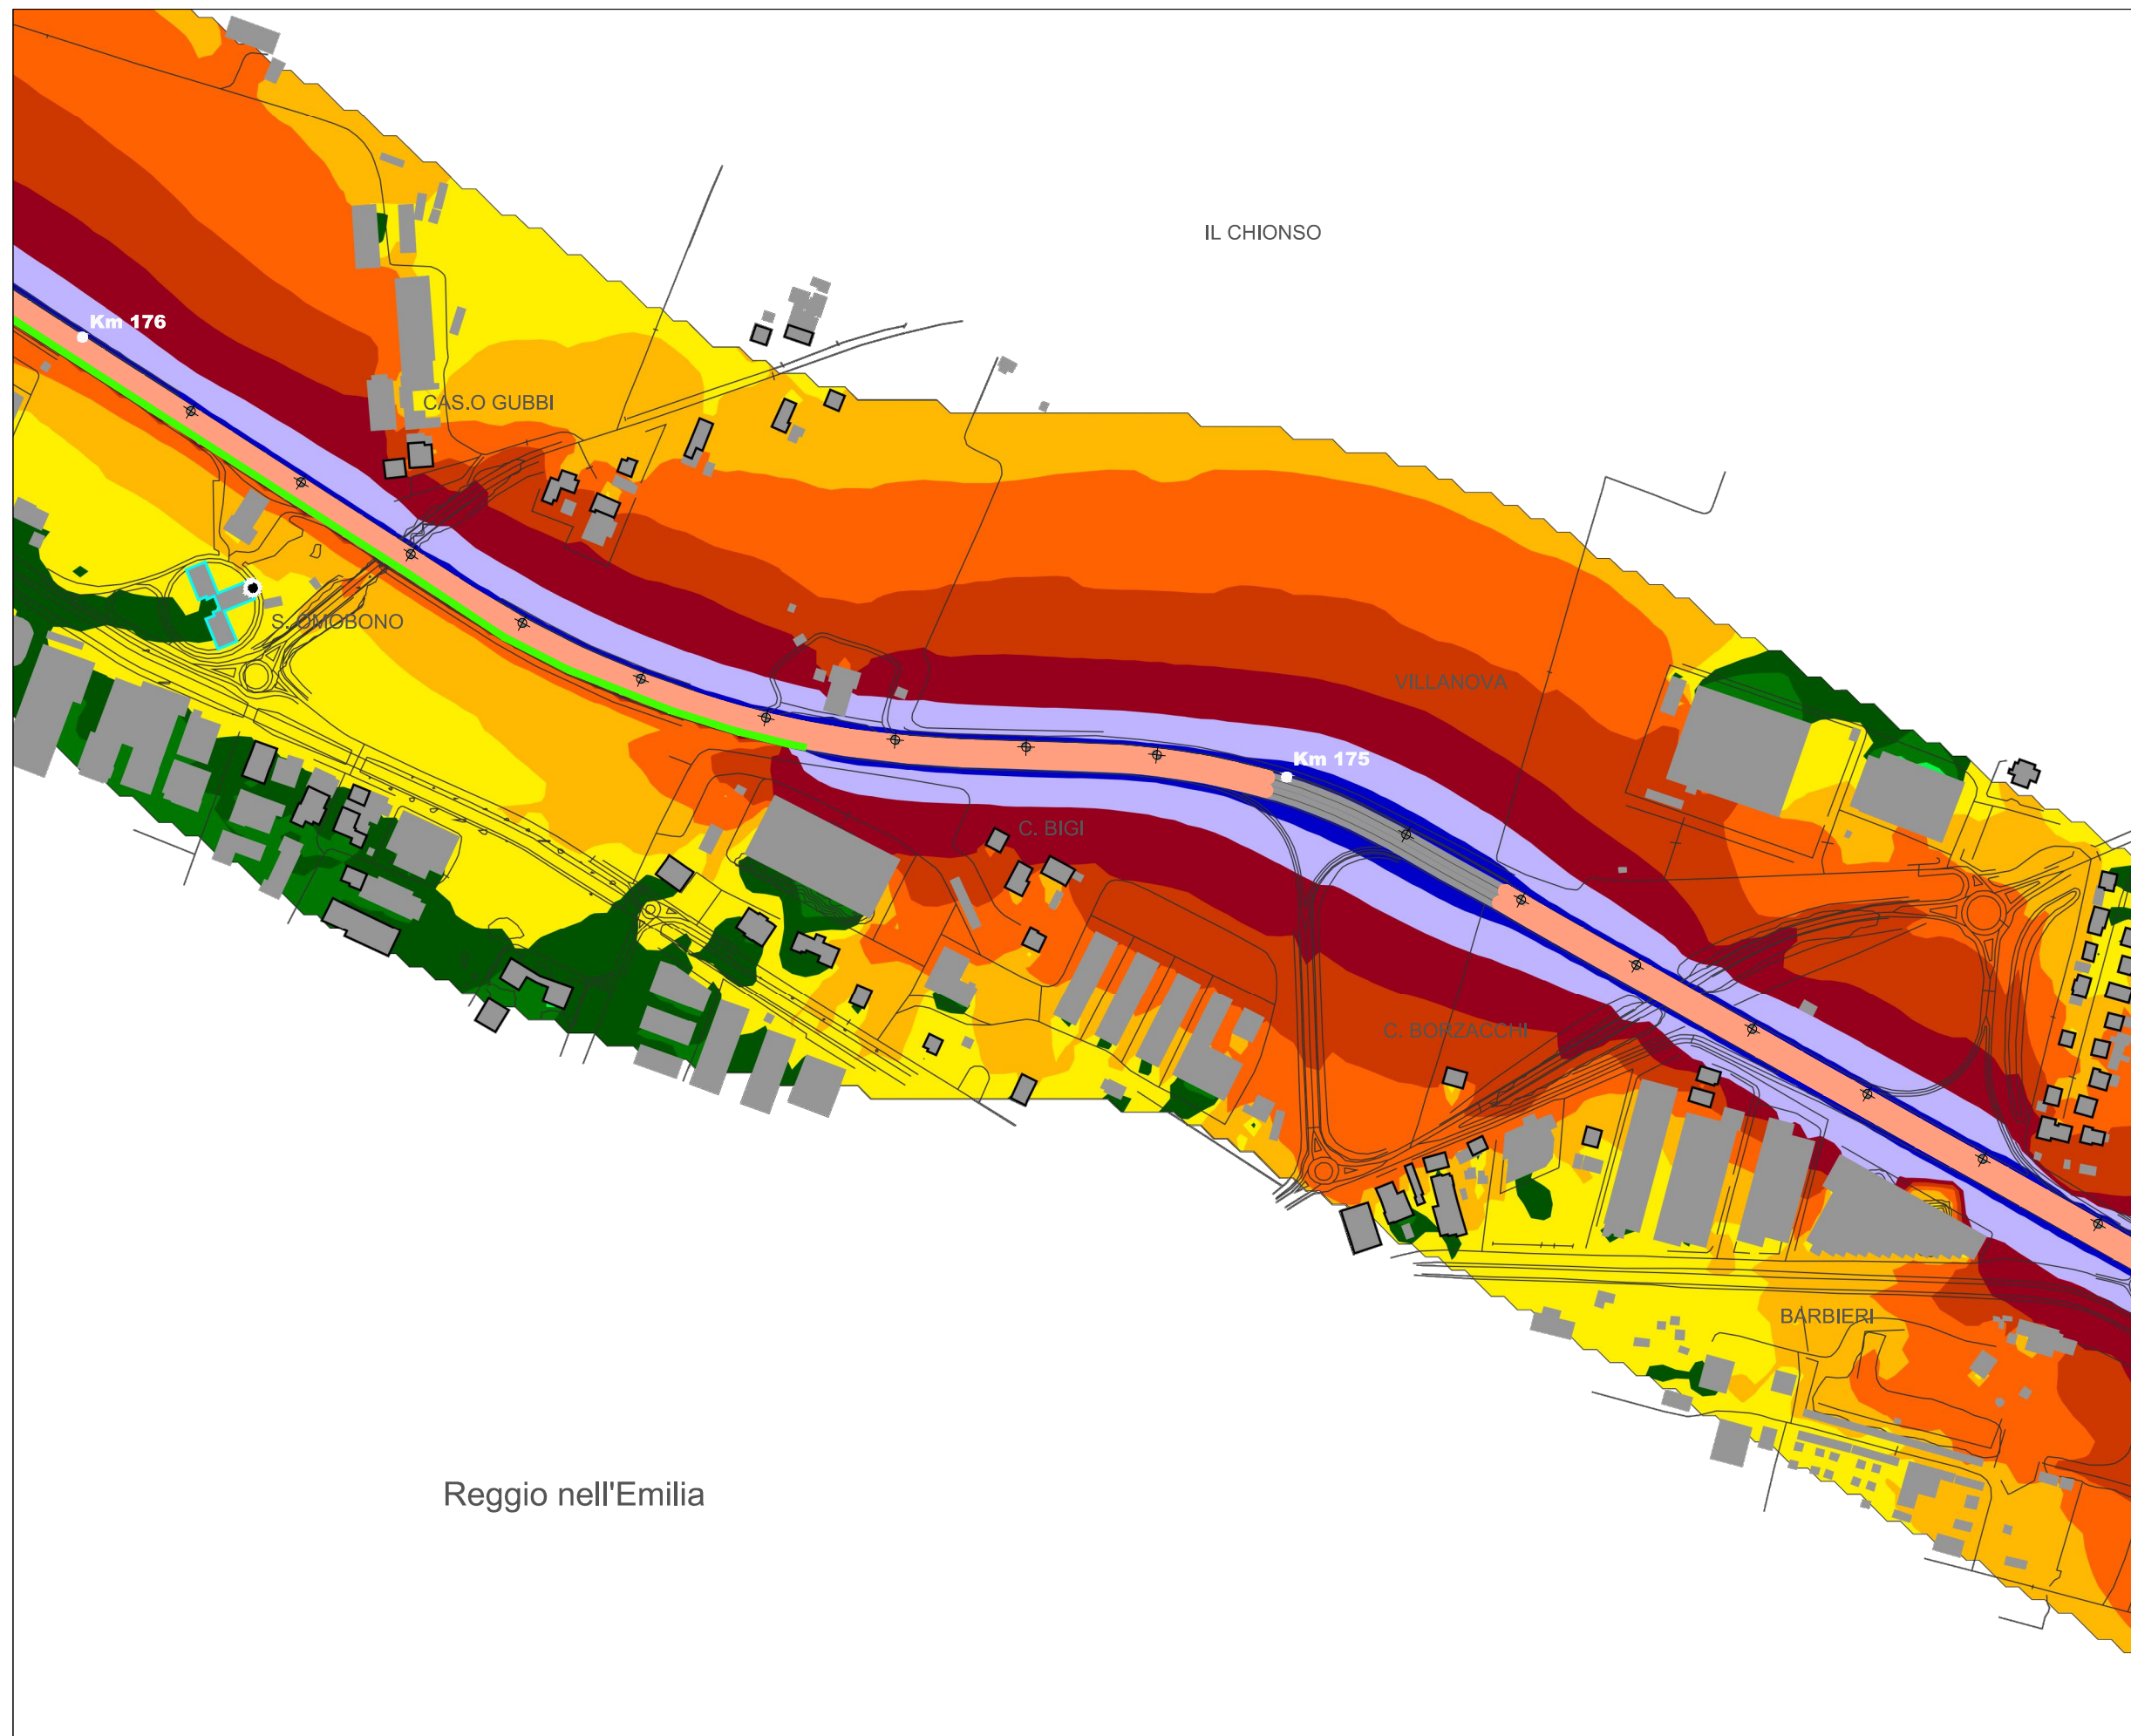 IL CHIONSO
Km 176
CAS.O GUBBI
S. OMOBONO
VILLANOVA
Km 175
C. BIGI
C. BORZACCHI
BARBIERI
Reggio nell'Emilia